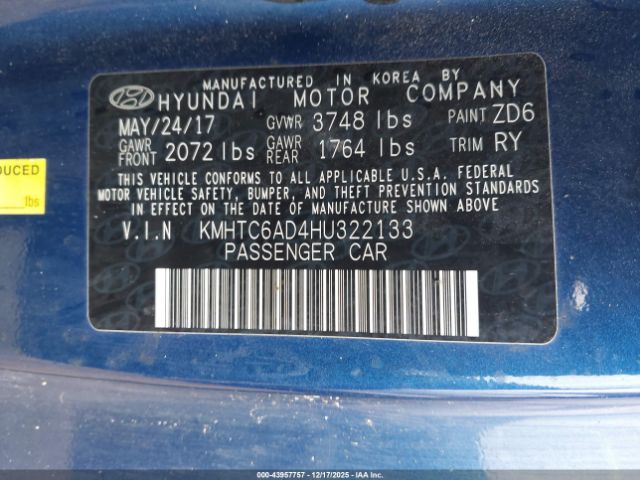 MANUFACTURED IN KOREA BY
HYUNDAI MOTOR COMPANY
MAY/24/17 GVWR 3748 lbs PAINT ZD6
GAWR FRONT 2072 lbs GAWR REAR 1764 lbs TRIM RY
THIS VEHICLE CONFORMS TO ALL APPLICABLE U.S.A. FEDERAL
MOTOR VEHICLE SAFETY, BUMPER, AND THEFT PREVENTION STANDARDS
IN EFFECT ON THE DATE OF MANUFACTURE SHOWN ABOVE.
V.I.N KMHTC6AD4HU322133
PASSENGER CAR
DUCED
lbs
000-43957757 - 12/17/2025 - IAAI.CA